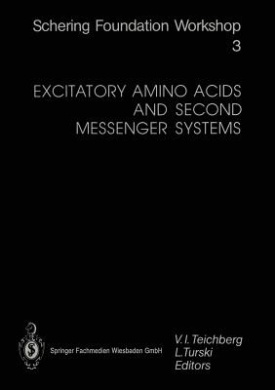 Schering Foundation Workshop
3
EXCITATORY AMINO ACIDS
AND SECOND
MESSENGER SYSTEMS
V. I. Teichberg
L. Turski
Editors
Springer Fachmedien Wiesbaden GmbH